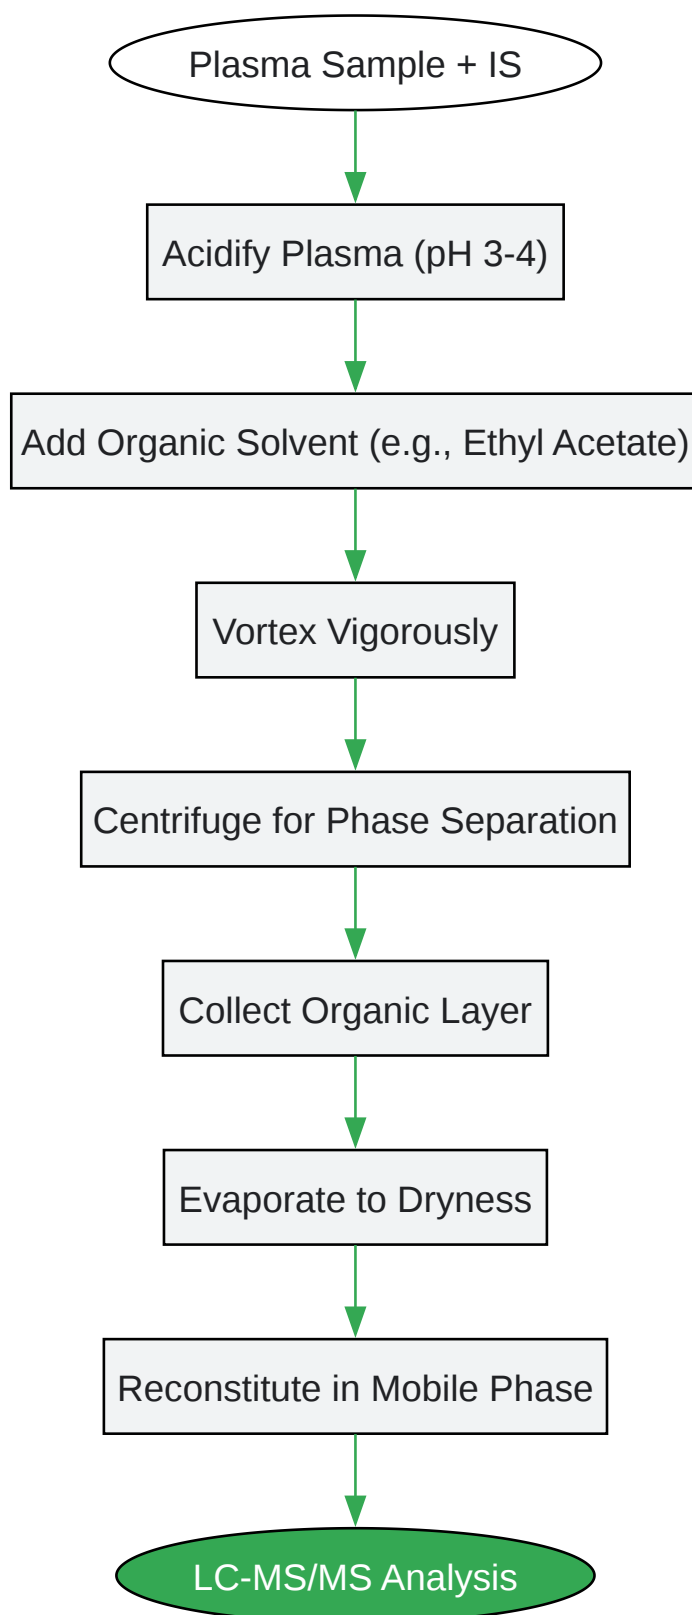 Plasma Sample + IS
Acidify Plasma (pH 3-4)
Add Organic Solvent (e.g., Ethyl Acetate)
Vortex Vigorously
Centrifuge for Phase Separation
Collect Organic Layer
Evaporate to Dryness
Reconstitute in Mobile Phase
LC-MS/MS Analysis